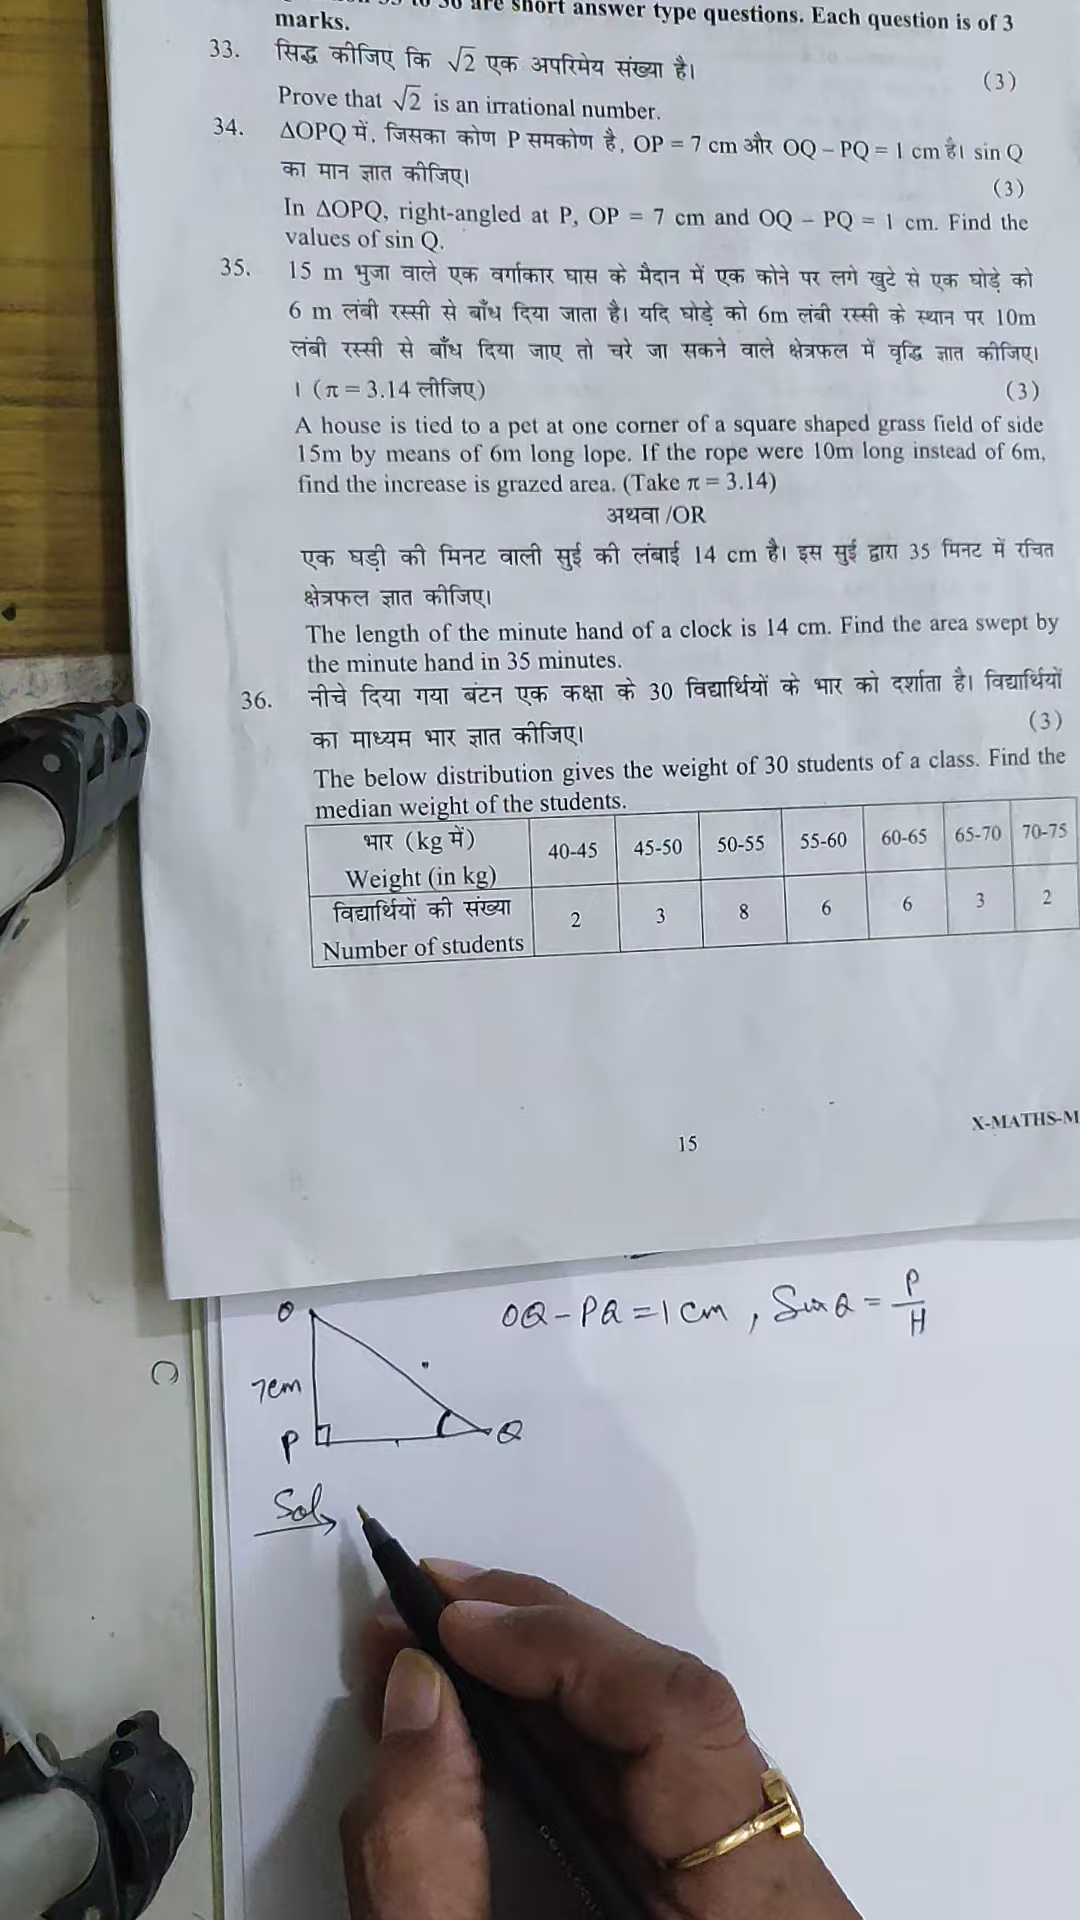 are short answer type questions. Each question is of 3
marks.
33. सिद्ध कीजिए कि √2 एक अपरिमेय संख्या है। (3)
Prove that √2 is an irrational number.
34. ΔOPQ में, जिसका कोण P समकोण है, OP = 7 cm और OQ – PQ = 1 cm है। sin Q
का मान ज्ञात कीजिए। (3)
In ΔOPQ, right-angled at P, OP = 7 cm and OQ – PQ = 1 cm. Find the
values of sin Q.
35. 15 m भुजा वाले एक वर्गाकार घास के मैदान में एक कोने पर लगे खुटे से एक घोड़े को
6 m लंबी रस्सी से बाँध दिया जाता है। यदि घोड़े को 6m लंबी रस्सी के स्थान पर 10m
लंबी रस्सी से बाँध दिया जाए तो चरे जा सकने वाले क्षेत्रफल में वृद्धि ज्ञात कीजिए।
। (π = 3.14 लीजिए) (3)
A house is tied to a pet at one corner of a square shaped grass field of side
15m by means of 6m long lope. If the rope were 10m long instead of 6m,
find the increase is grazed area. (Take π = 3.14)
अथवा /OR
एक घड़ी की मिनट वाली सुई की लंबाई 14 cm है। इस सुई द्वारा 35 मिनट में रचित
क्षेत्रफल ज्ञात कीजिए।
The length of the minute hand of a clock is 14 cm. Find the area swept by
the minute hand in 35 minutes.
36. नीचे दिया गया बंटन एक कक्षा के 30 विद्यार्थियों के भार को दर्शाता है। विद्यार्थियों
का माध्यम भार ज्ञात कीजिए। (3)
The below distribution gives the weight of 30 students of a class. Find the
median weight of the students.
भार (kg में)
Weight (in kg) 40-45 45-50 50-55 55-60 60-65 65-70 70-75
विद्यार्थियों की संख्या
Number of students 2 3 8 6 6 3 2
X-MATHS-M
15
O OQ – PQ = 1 cm , Sin Q = P/H
7cm
P Q
Sol